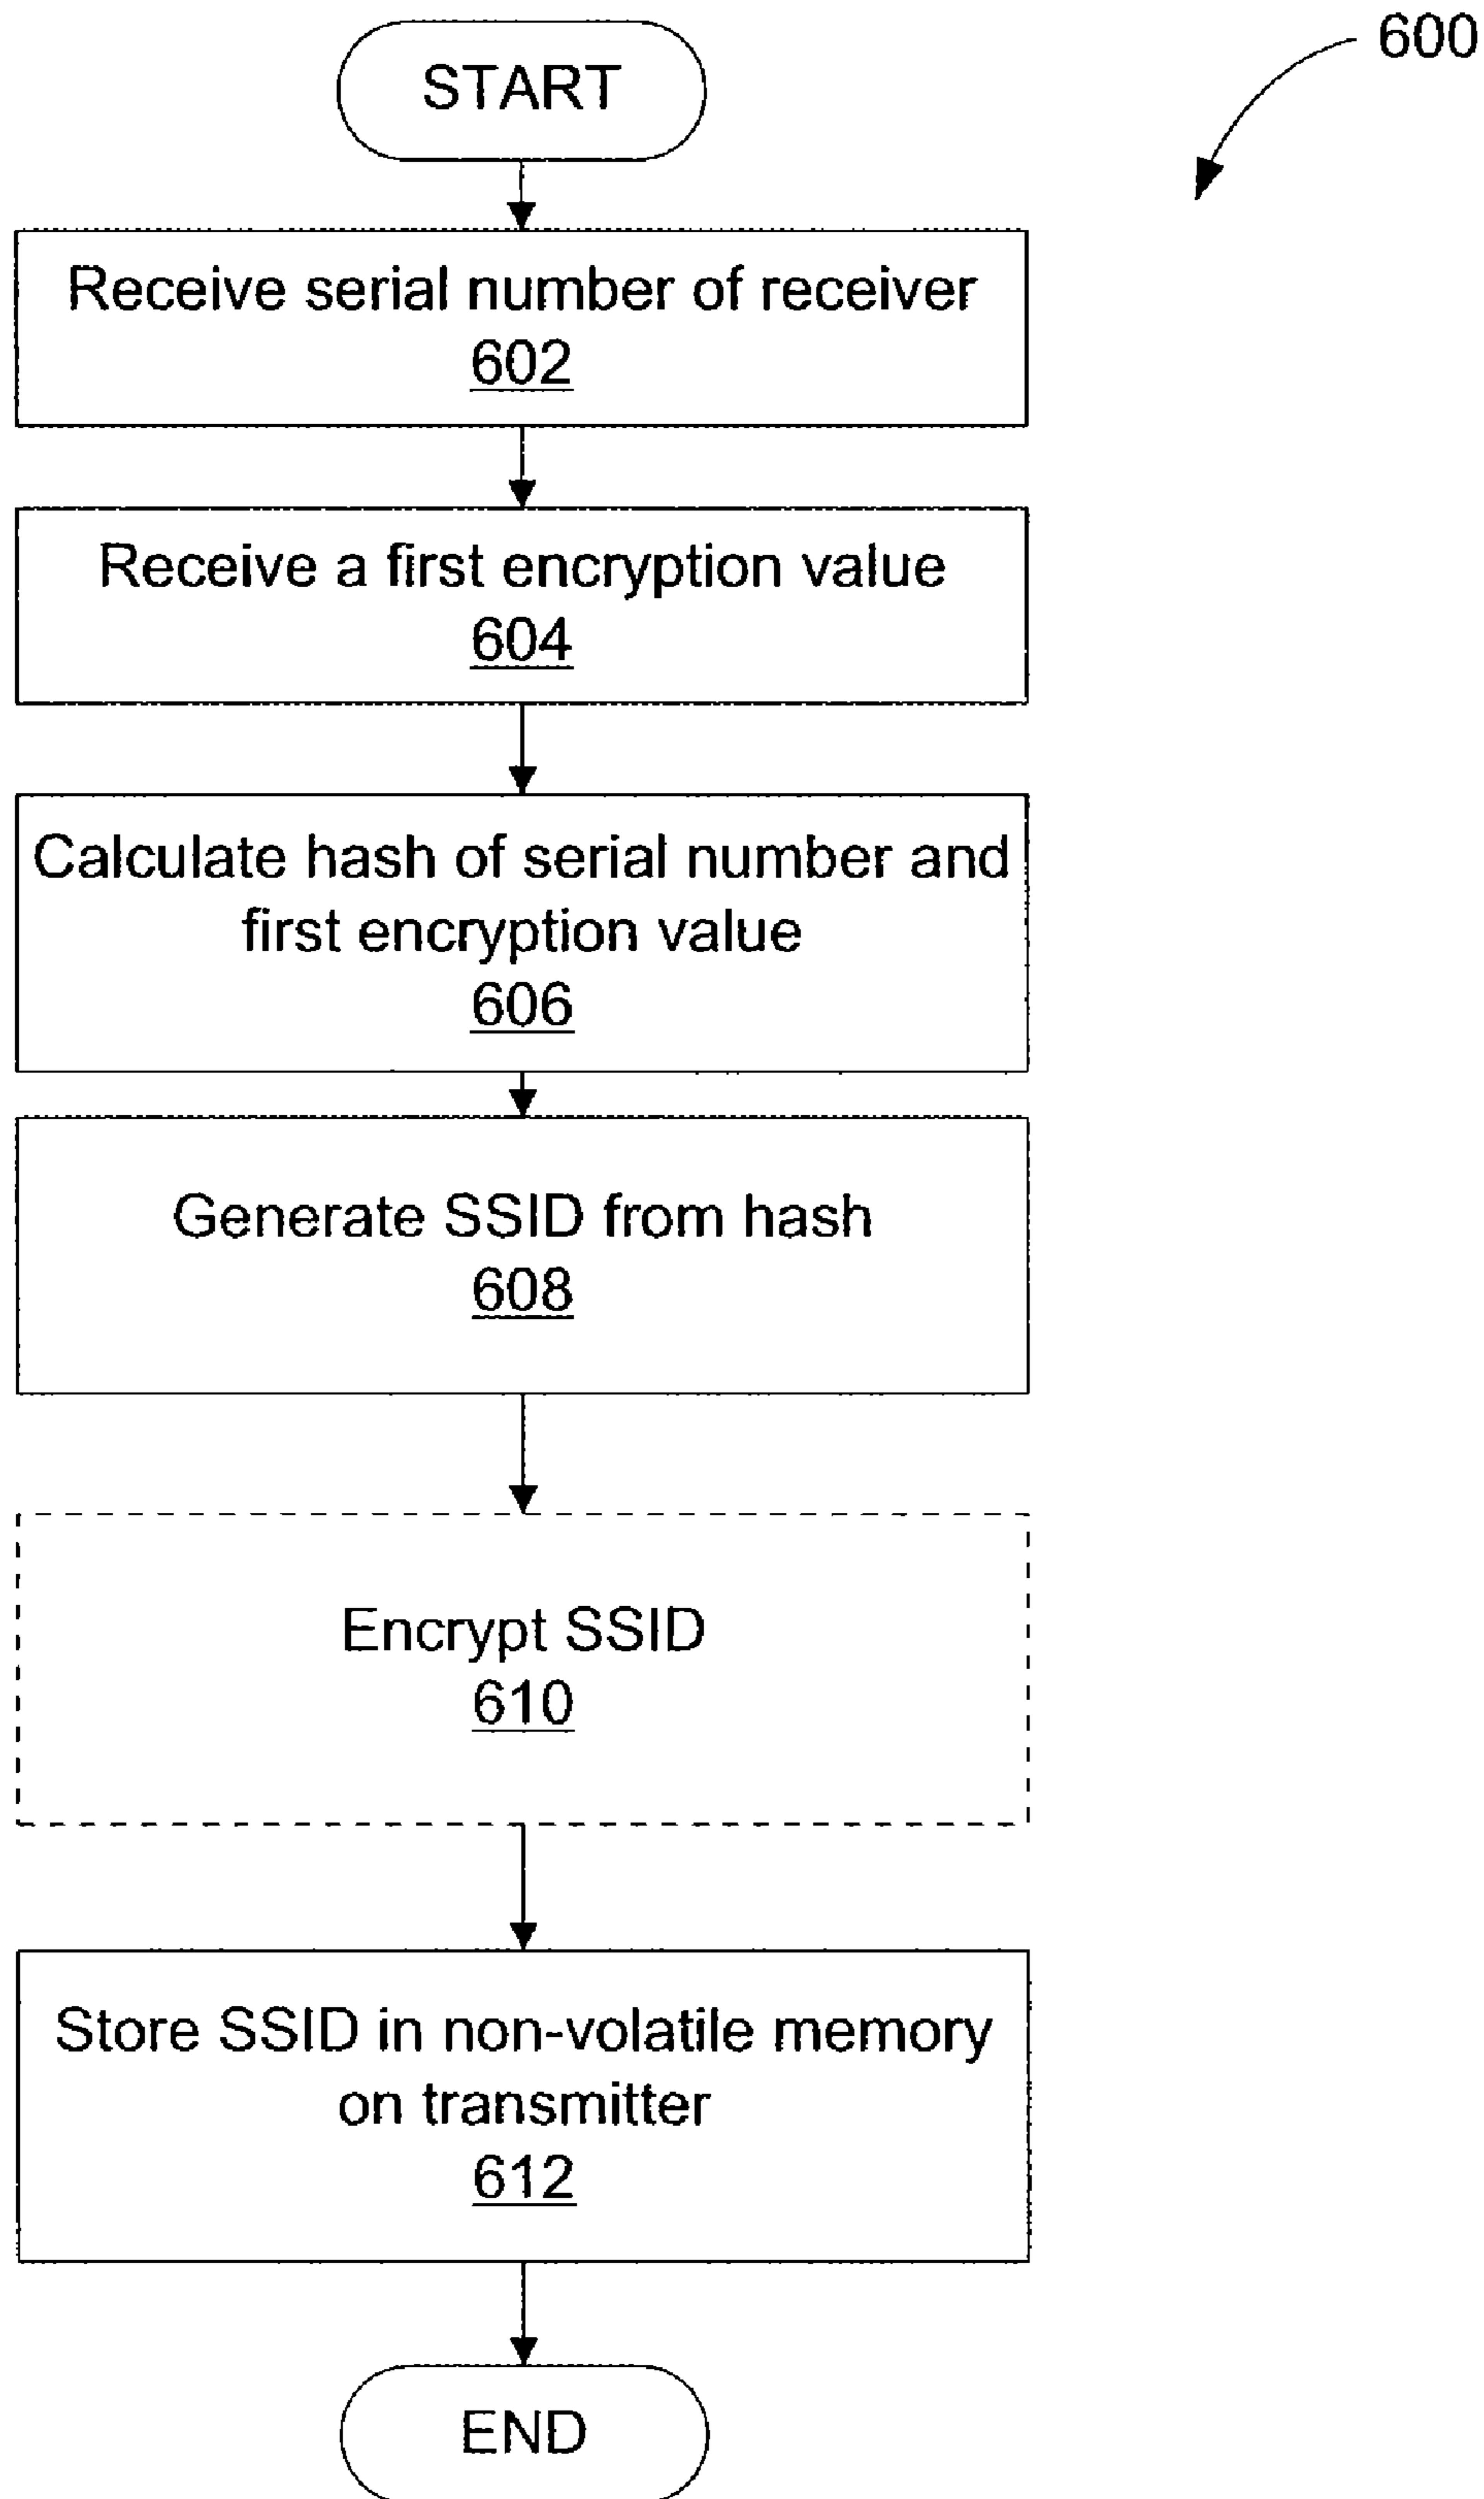 600
START
Receive serial number of receiver
602
Receive a first encryption value
604
Calculate hash of serial number and
first encryption value
606
Generate SSID from hash
608
Encrypt SSID
610
Store SSID in non-volatile memory
on transmitter
612
END